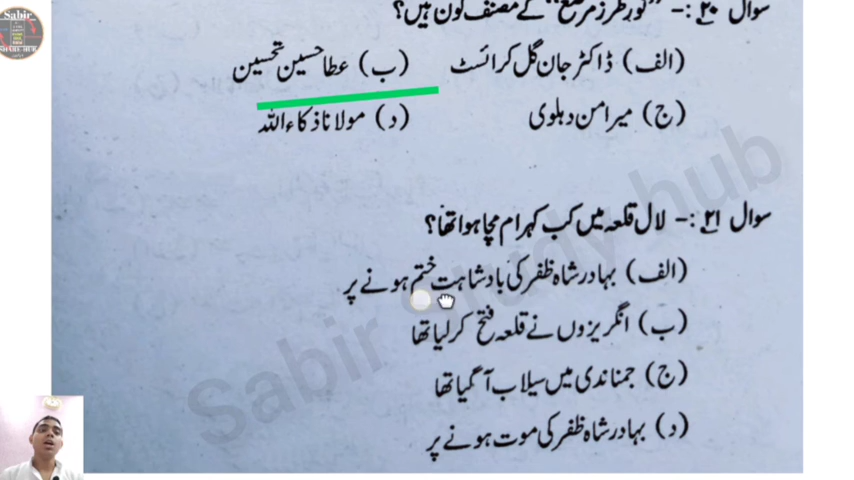 Sabir
سوال ۲۰ :- "نوطرز مرصع" کے مصنف کون ہیں؟
(الف) ڈاکٹر جان گل کرائسٹ (ب) عطا حسین تحسین
(ج) میر امن دہلوی (د) مولانا ذکاء اللہ
سوال ۲۱ :- لال قلعہ میں کب کہرام مچا ہوا تھا؟
(الف) بہادر شاہ ظفر کی بادشاہت ختم ہونے پر
(ب) انگریزوں نے قلعہ فتح کر لیا تھا
(ج) جمنا ندی میں سیلاب آ گیا تھا
(د) بہادر شاہ ظفر کی موت ہونے پر
Sabir Study hub